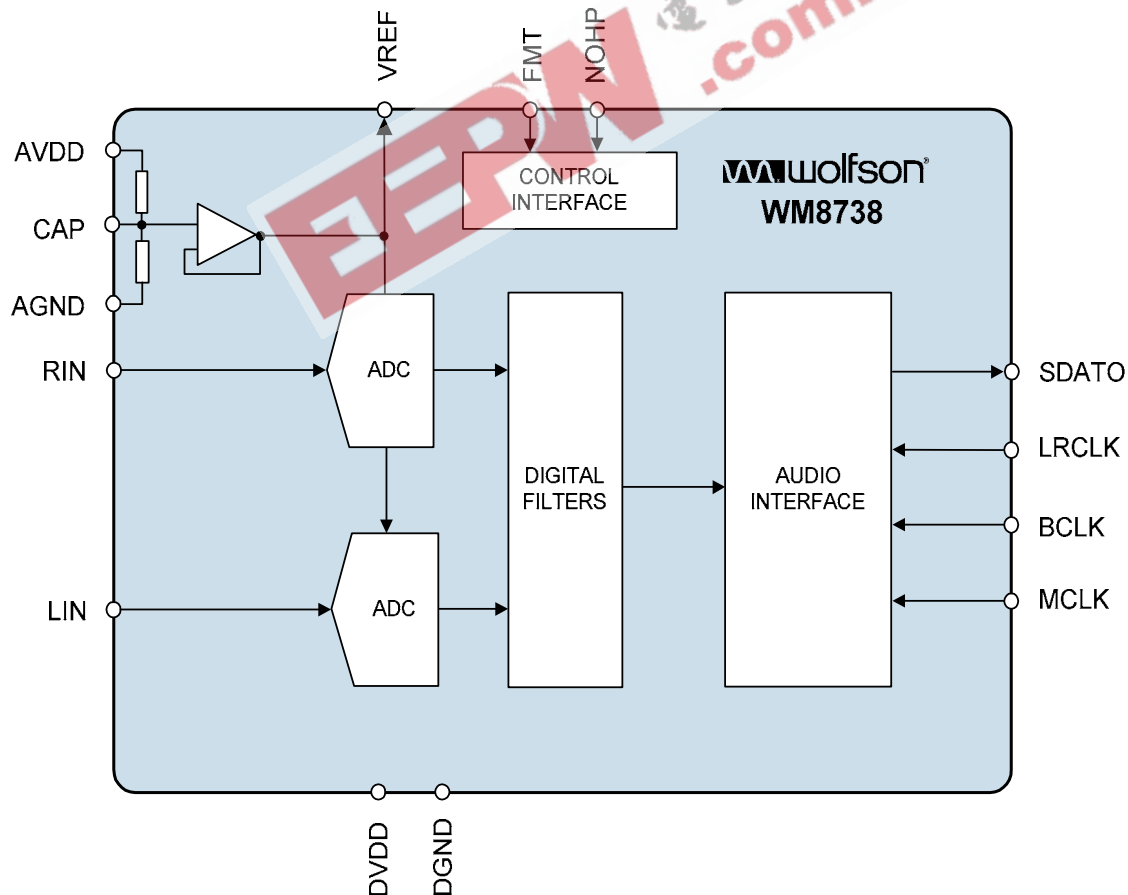 VREF
FMT
NOHP
.com
EEPW
AVDD
CAP
AGND
RIN
LIN
CONTROL
INTERFACE
wolfson®
WM8738
ADC
ADC
DIGITAL
FILTERS
AUDIO
INTERFACE
SDATO
LRCLK
BCLK
MCLK
DVDD
DGND